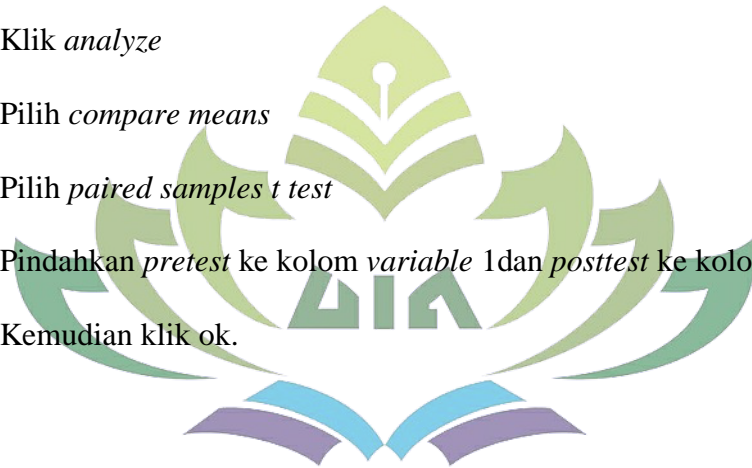 Klik analyze
Pilih compare means
Pilih paired samples t test
Pindahkan pretest ke kolom variable 1dan posttest ke kolo
Kemudian klik ok.
UIN